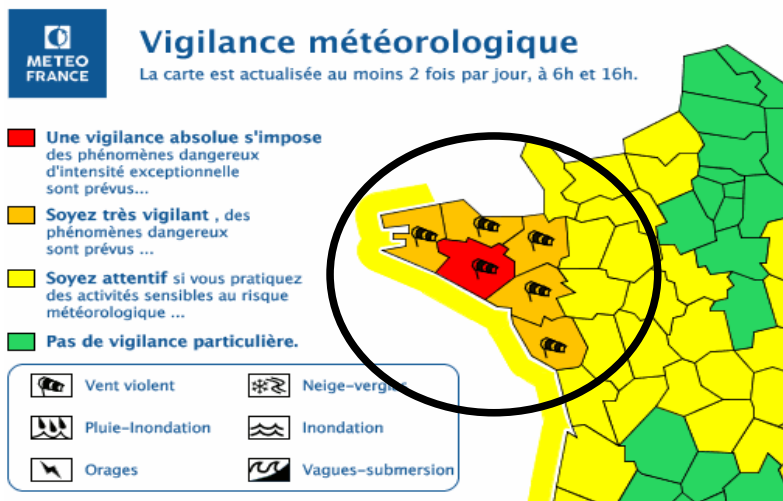 METEO
FRANCE
Vigilance météorologique
La carte est actualisée au moins 2 fois par jour, à 6h et 16h.
Une vigilance absolue s'impose
des phénomènes dangereux
d'intensité exceptionnelle
sont prévus...
Soyez très vigilant , des
phénomènes dangereux
sont prévus ...
Soyez attentif si vous pratiquez
des activités sensibles au risque
météorologique ...
Pas de vigilance particulière.
Vent violent
Neige-verglas
Pluie-Inondation
Inondation
Orages
Vagues-submersion